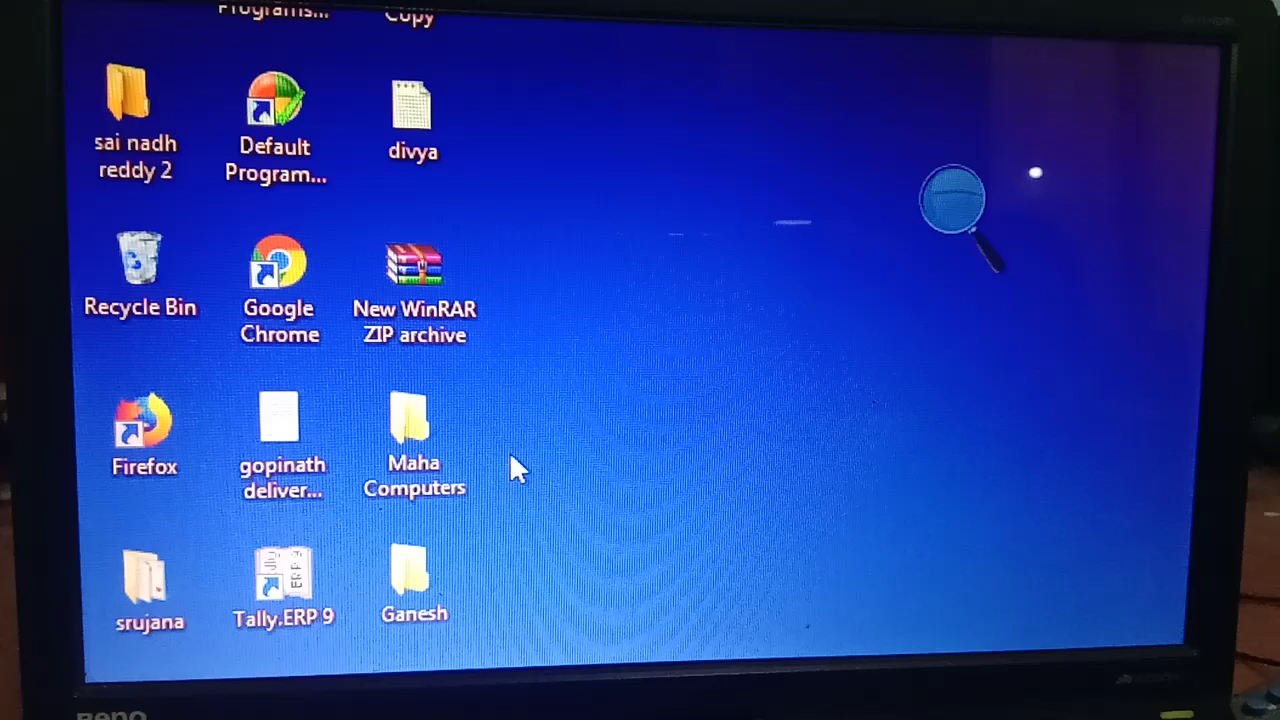 Programs...
Copy
sai nadh
reddy 2
Default
Program...
divya
Recycle Bin
Google
Chrome
New WinRAR
ZIP archive
Firefox
gopinath
deliver...
Maha
Computers
srujana
Tally.ERP 9
Ganesh
BenQ